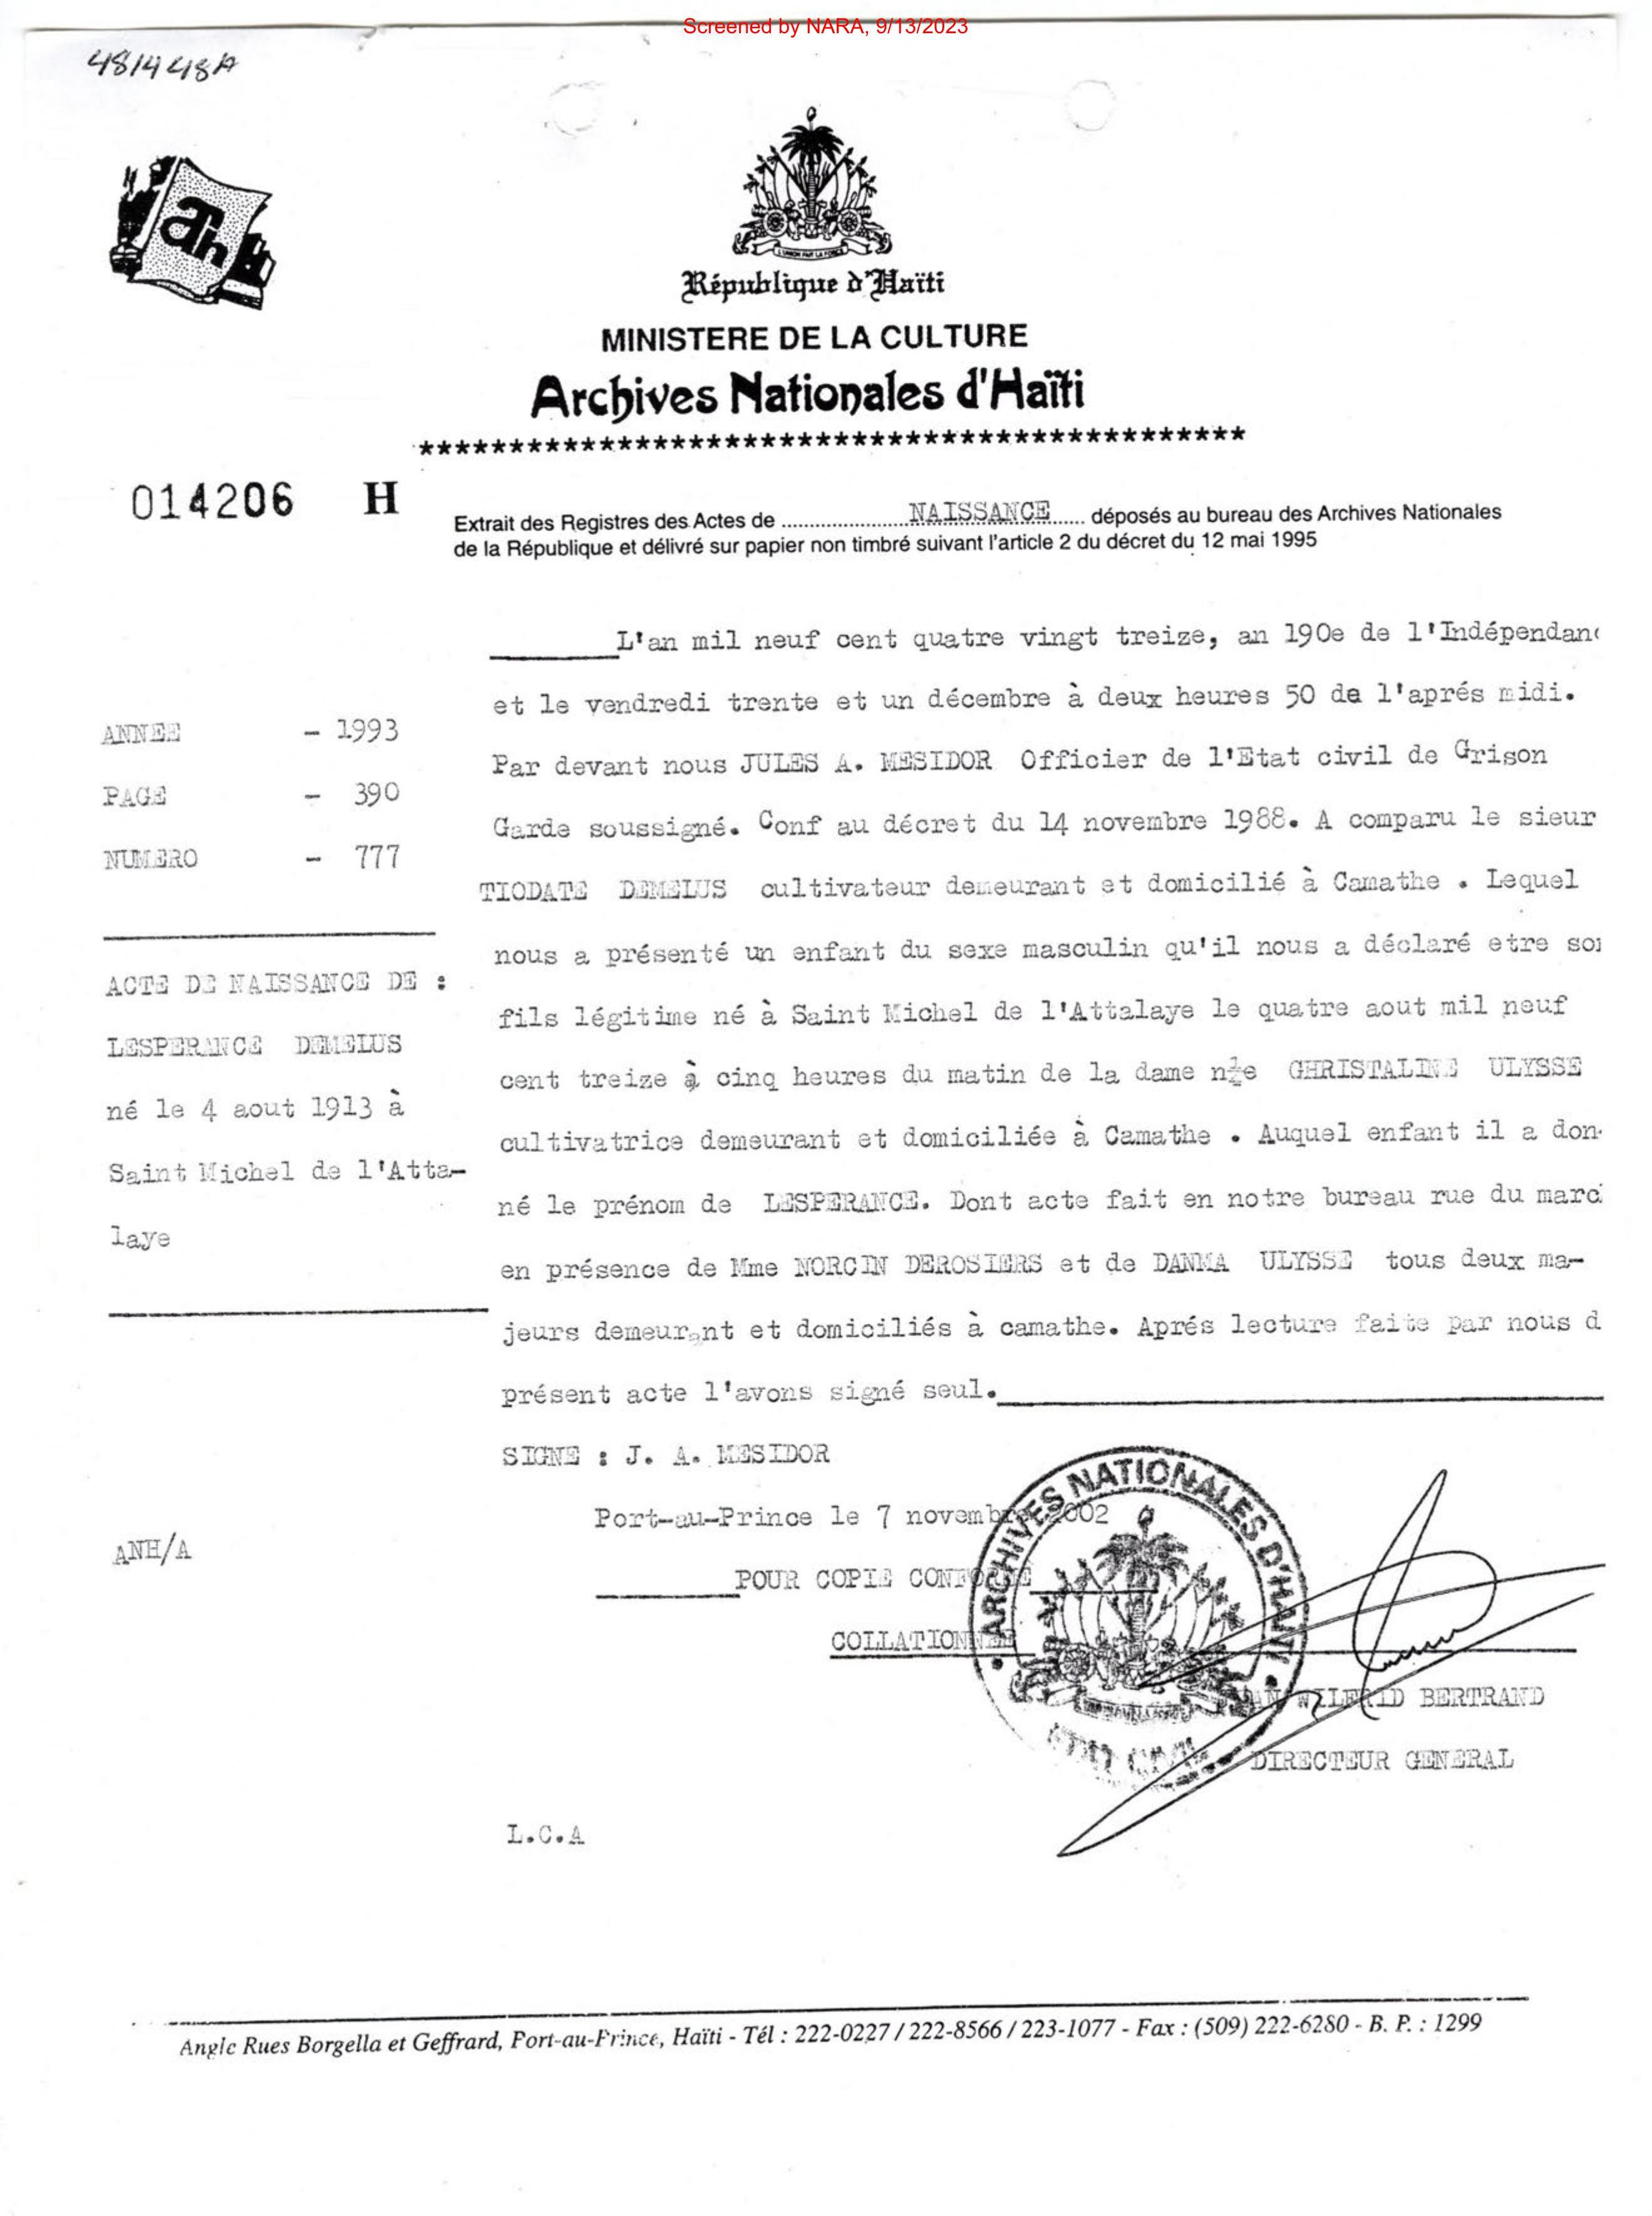 Screened by NARA, 9/13/2023
481448A
ah
L'UNION FAIT LA FORCE
République d'Haïti
MINISTERE DE LA CULTURE
Archives Nationales d'Haïti
**********************************************
014206 H
Extrait des Registres des Actes de ......................NAISSANCE...... déposés au bureau des Archives Nationales
de la République et délivré sur papier non timbré suivant l'article 2 du décret du 12 mai 1995
ANNEE - 1993
PAGE - 390
NUMERO - 777
ACTE DE NAISSANCE DE :
LESPERANCE DEMELUS
né le 4 aout 1913 à
Saint Michel de l'Atta-
laye
L'an mil neuf cent quatre vingt treize, an 190e de l'Indépendan
et le vendredi trente et un décembre à deux heures 50 de l'aprés midi.
Par devant nous JULES A. MESIDOR Officier de l'Etat civil de Grison
Garde soussigné. Conf au décret du 14 novembre 1988. A comparu le sieur
TIODATE DEMELUS cultivateur demeurant et domicilié à Camathe . Lequel
nous a présenté un enfant du sexe masculin qu'il nous a déclaré etre so
fils légitime né à Saint Michel de l'Attalaye le quatre aout mil neuf
cent treize à cinq heures du matin de la dame née CHRISTALINE ULYSSE
cultivatrice demeurant et domiciliée à Camathe . Auquel enfant il a don
né le prénom de LESPERANCE. Dont acte fait en notre bureau rue du marc
en présence de Mme NORCIN DEROSIERS et de DANMA ULYSSE tous deux ma-
jeurs demeurant et domiciliés à camathe. Aprés lecture faite par nous d
présent acte l'avons signé seul.
SIGNE : J. A. MESIDOR
Port-au-Prince le 7 novembre 2002
ANH/A
POUR COPIE CONFORME
COLLATIONNEE
ARCHIVES NATIONALES D'HAITI
ETAT CIVIL
WILFRID BERTRAND
DIRECTEUR GENERAL
L.C.A
Angle Rues Borgella et Geffrard, Port-au-Prince, Haïti - Tél : 222-0227 / 222-8566 / 223-1077 - Fax : (509) 222-6280 - B. P. : 1299